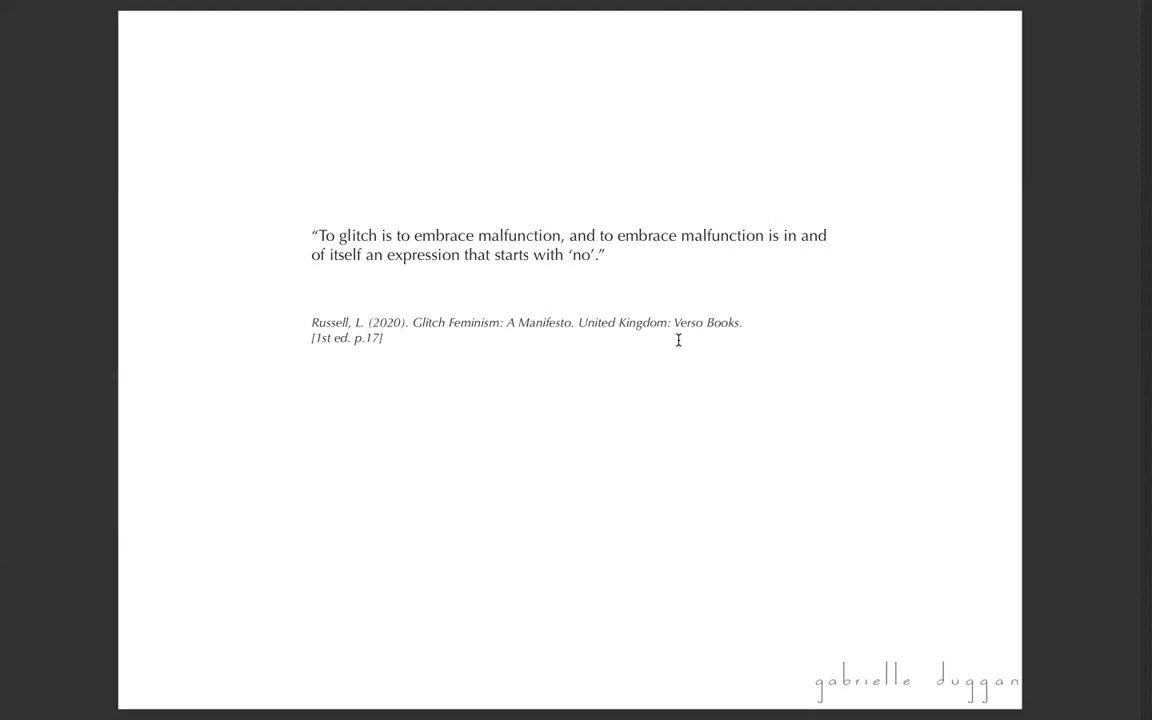 “To glitch is to embrace malfunction, and to embrace malfunction is in and
of itself an expression that starts with ‘no’.”
Russell, L. (2020). Glitch Feminism: A Manifesto. United Kingdom: Verso Books.
[1st ed. p.17]
gabrielle duggan